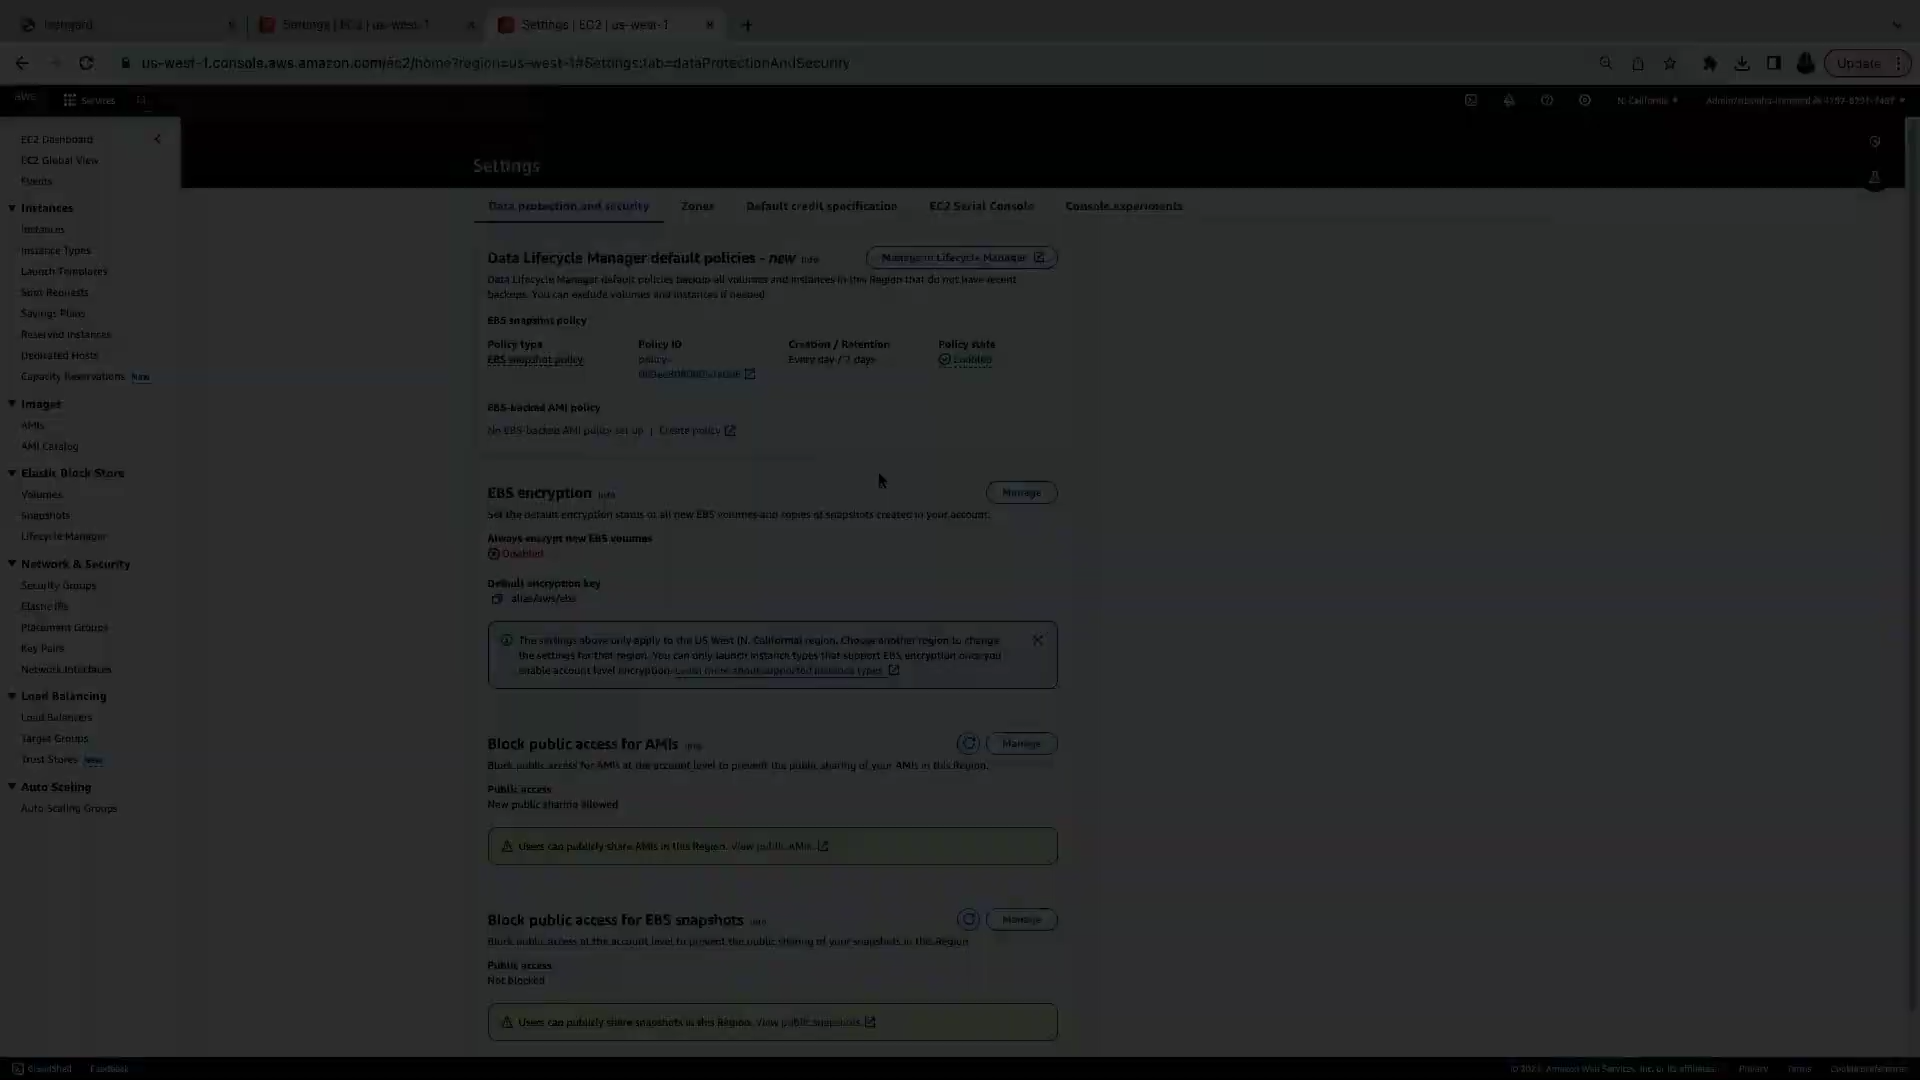 Settings | EC2 | us-west-1
Settings | EC2 | us-west-1
us-west-1.console.aws.amazon.com/ec2/home?region=us-west-1#Settings:tab=dataProtectionAndSecurity
Update
aws
Services
N. California
EC2 Dashboard
EC2 Global View
Events
Instances
Instances
Instance Types
Launch Templates
Spot Requests
Savings Plans
Reserved Instances
Dedicated Hosts
Capacity Reservations New
Images
AMIs
AMI Catalog
Elastic Block Store
Volumes
Snapshots
Lifecycle Manager
Network & Security
Security Groups
Elastic IPs
Placement Groups
Key Pairs
Network Interfaces
Load Balancing
Load Balancers
Target Groups
Trust Stores New
Auto Scaling
Auto Scaling Groups
Settings
Data protection and security
Zones
Default credit specification
EC2 Serial Console
Console experiments
Data Lifecycle Manager default policies - new Info
Manage in Lifecycle Manager
Data Lifecycle Manager default policies backup all volumes and instances in this Region that do not have recent
backups. You can exclude volumes and instances if needed.
EBS snapshot policy
Policy type
Policy ID
Creation / Retention
Policy state
EBS snapshot policy
policy-
Every day / 7 days
Enabled
EBS-backed AMI policy
No EBS-backed AMI policy set up | Create policy
EBS encryption Info
Manage
Set the default encryption status of all new EBS volumes and copies of snapshots created in your account.
Always encrypt new EBS volumes
Disabled
Default encryption key
alias/aws/ebs
The settings above only apply to the US West (N. California) region. Choose another region to change
the settings for that region. You can only launch instance types that support EBS encryption once you
enable account level encryption. Learn more about supported instance types
Block public access for AMIs Info
Manage
Block public access for AMIs at the account level to prevent the public sharing of your AMIs in this Region.
Public access
New public sharing allowed
Users can publicly share AMIs in this Region. View public AMIs.
Block public access for EBS snapshots Info
Manage
Block public access at the account level to prevent the public sharing of your snapshots in this Region.
Public access
Not blocked
Users can publicly share snapshots in this Region. View public snapshots.
CloudShell
Feedback
Amazon Web Services, Inc. or its affiliates.
Privacy
Terms
Cookie preferences